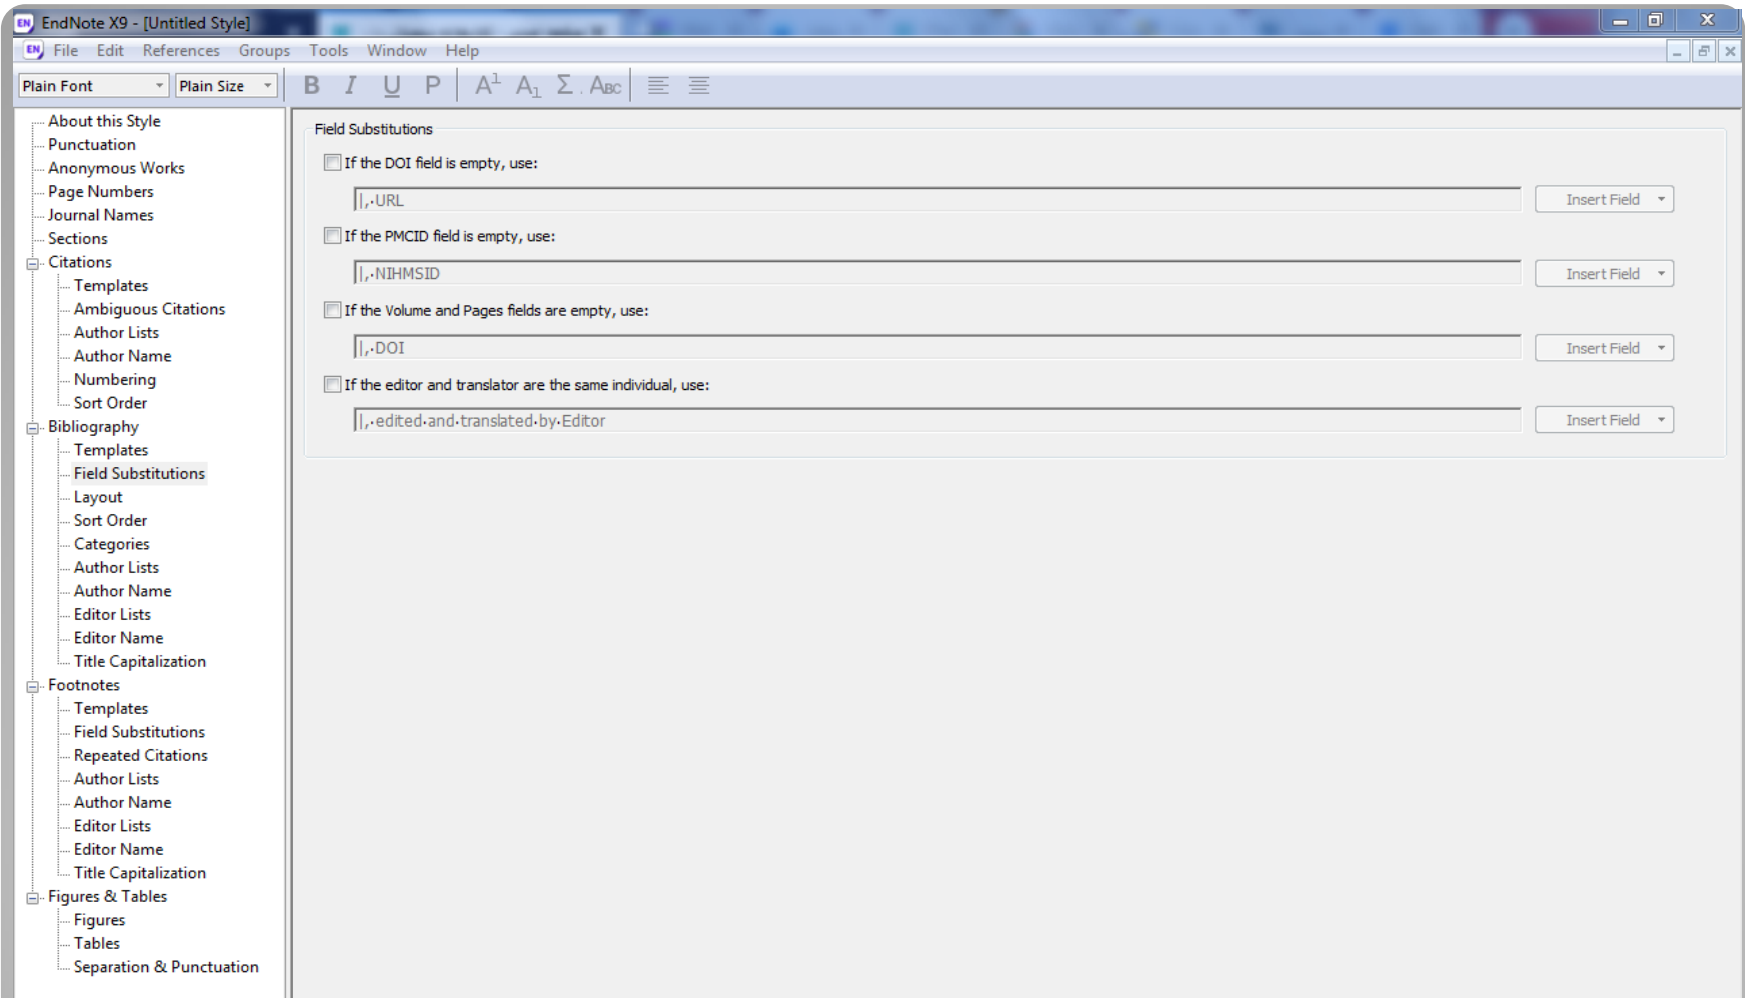 EN EndNote X9 - [Untitled Style]
EN File Edit References Groups Tools Window Help
Plain Font Plain Size B I U P A1 A1 Σ ABC
About this Style
Punctuation
Anonymous Works
Page Numbers
Journal Names
Sections
Citations
Templates
Ambiguous Citations
Author Lists
Author Name
Numbering
Sort Order
Bibliography
Templates
Field Substitutions
Layout
Sort Order
Categories
Author Lists
Author Name
Editor Lists
Editor Name
Title Capitalization
Footnotes
Templates
Field Substitutions
Repeated Citations
Author Lists
Author Name
Editor Lists
Editor Name
Title Capitalization
Figures & Tables
Figures
Tables
Separation & Punctuation
Field Substitutions
If the DOI field is empty, use:
|,·URL Insert Field
If the PMCID field is empty, use:
|,·NIHMSID Insert Field
If the Volume and Pages fields are empty, use:
|,·DOI Insert Field
If the editor and translator are the same individual, use:
|,·edited·and·translated·by·Editor Insert Field